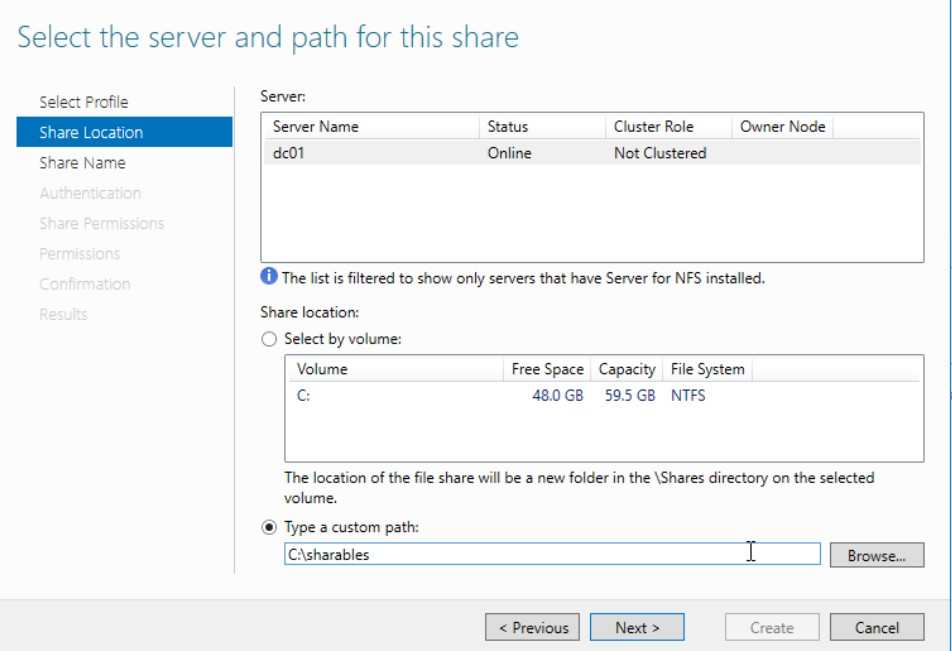 Select the server and path for this share
Select Profile
Share Location
Share Name
Authentication
Share Permissions
Permissions
Confirmation
Results
Server:
Server Name Status Cluster Role Owner Node
dc01 Online Not Clustered
The list is filtered to show only servers that have Server for NFS installed.
Share location:
Select by volume:
Volume Free Space Capacity File System
C: 48.0 GB 59.5 GB NTFS
The location of the file share will be a new folder in the \Shares directory on the selected
volume.
Type a custom path:
C:\sharables
Browse...
< Previous
Next >
Create
Cancel